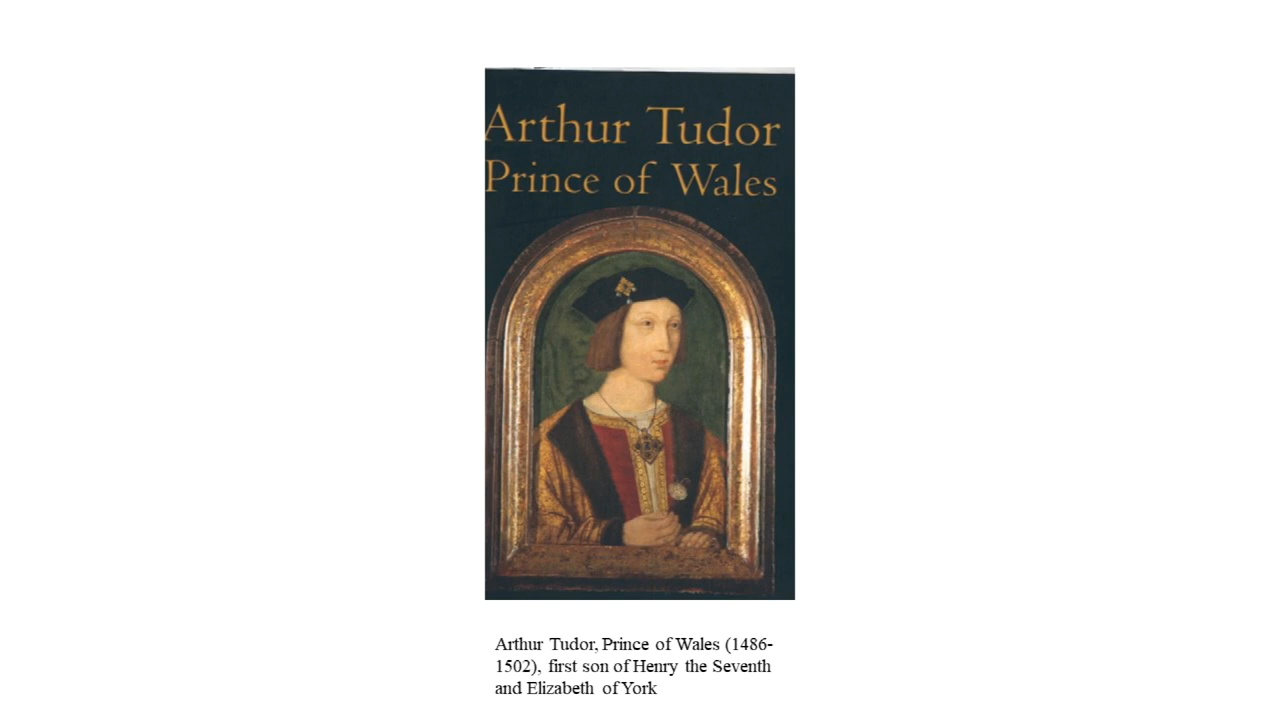 Arthur Tudor
Prince of Wales
Arthur Tudor, Prince of Wales (1486-
1502), first son of Henry the Seventh
and Elizabeth of York